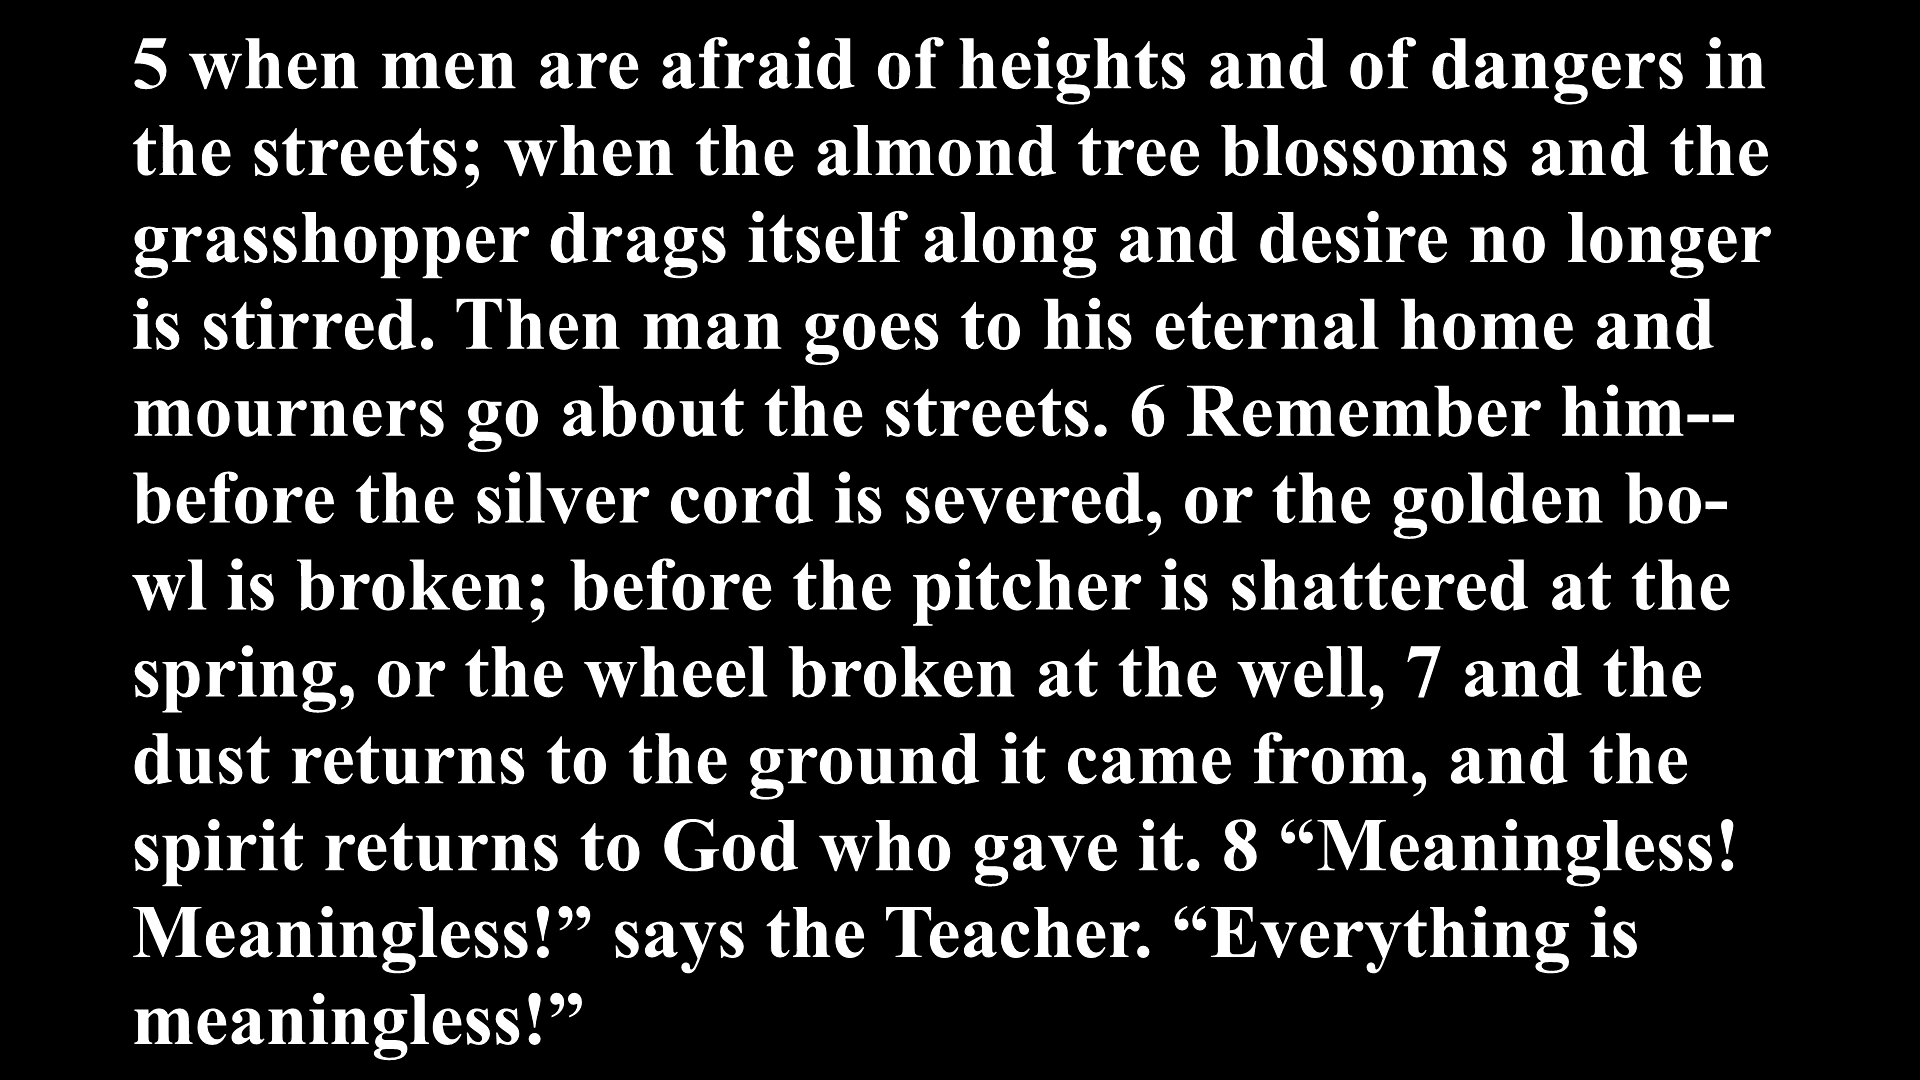 5 when men are afraid of heights and of dangers in
the streets; when the almond tree blossoms and the
grasshopper drags itself along and desire no longer
is stirred. Then man goes to his eternal home and
mourners go about the streets. 6 Remember him--
before the silver cord is severed, or the golden bo-
wl is broken; before the pitcher is shattered at the
spring, or the wheel broken at the well, 7 and the
dust returns to the ground it came from, and the
spirit returns to God who gave it. 8 “Meaningless!
Meaningless!” says the Teacher. “Everything is
meaningless!”